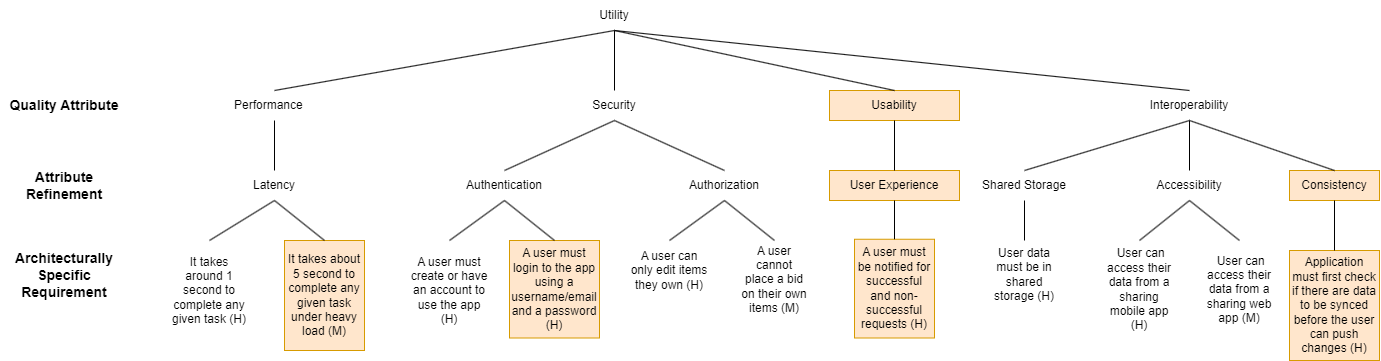 Utility
Quality Attribute
Performance
Security
Usability
Interoperability
Attribute
Refinement
Latency
Authentication
Authorization
User Experience
Shared Storage
Accessibility
Consistency
Architecturally
Specific
Requirement
It takes
around 1
second to
complete any
given task (H)
It takes about
5 second to
complete any
given task
under heavy
load (M)
A user must
create or have
an account to
use the app
(H)
A user must
login to the app
using a
username/email
and a password
(H)
A user can
only edit items
they own (H)
A user
cannot
place a bid
on their own
items (M)
A user must
be notified for
successful
and non-
successful
requests (H)
User data
must be in
shared
storage (H)
User can
access their
data from a
sharing
mobile app
(H)
User can
access their
data from a
sharing web
app (M)
Application
must first check
if there are data
to be synced
before the user
can push
changes (H)